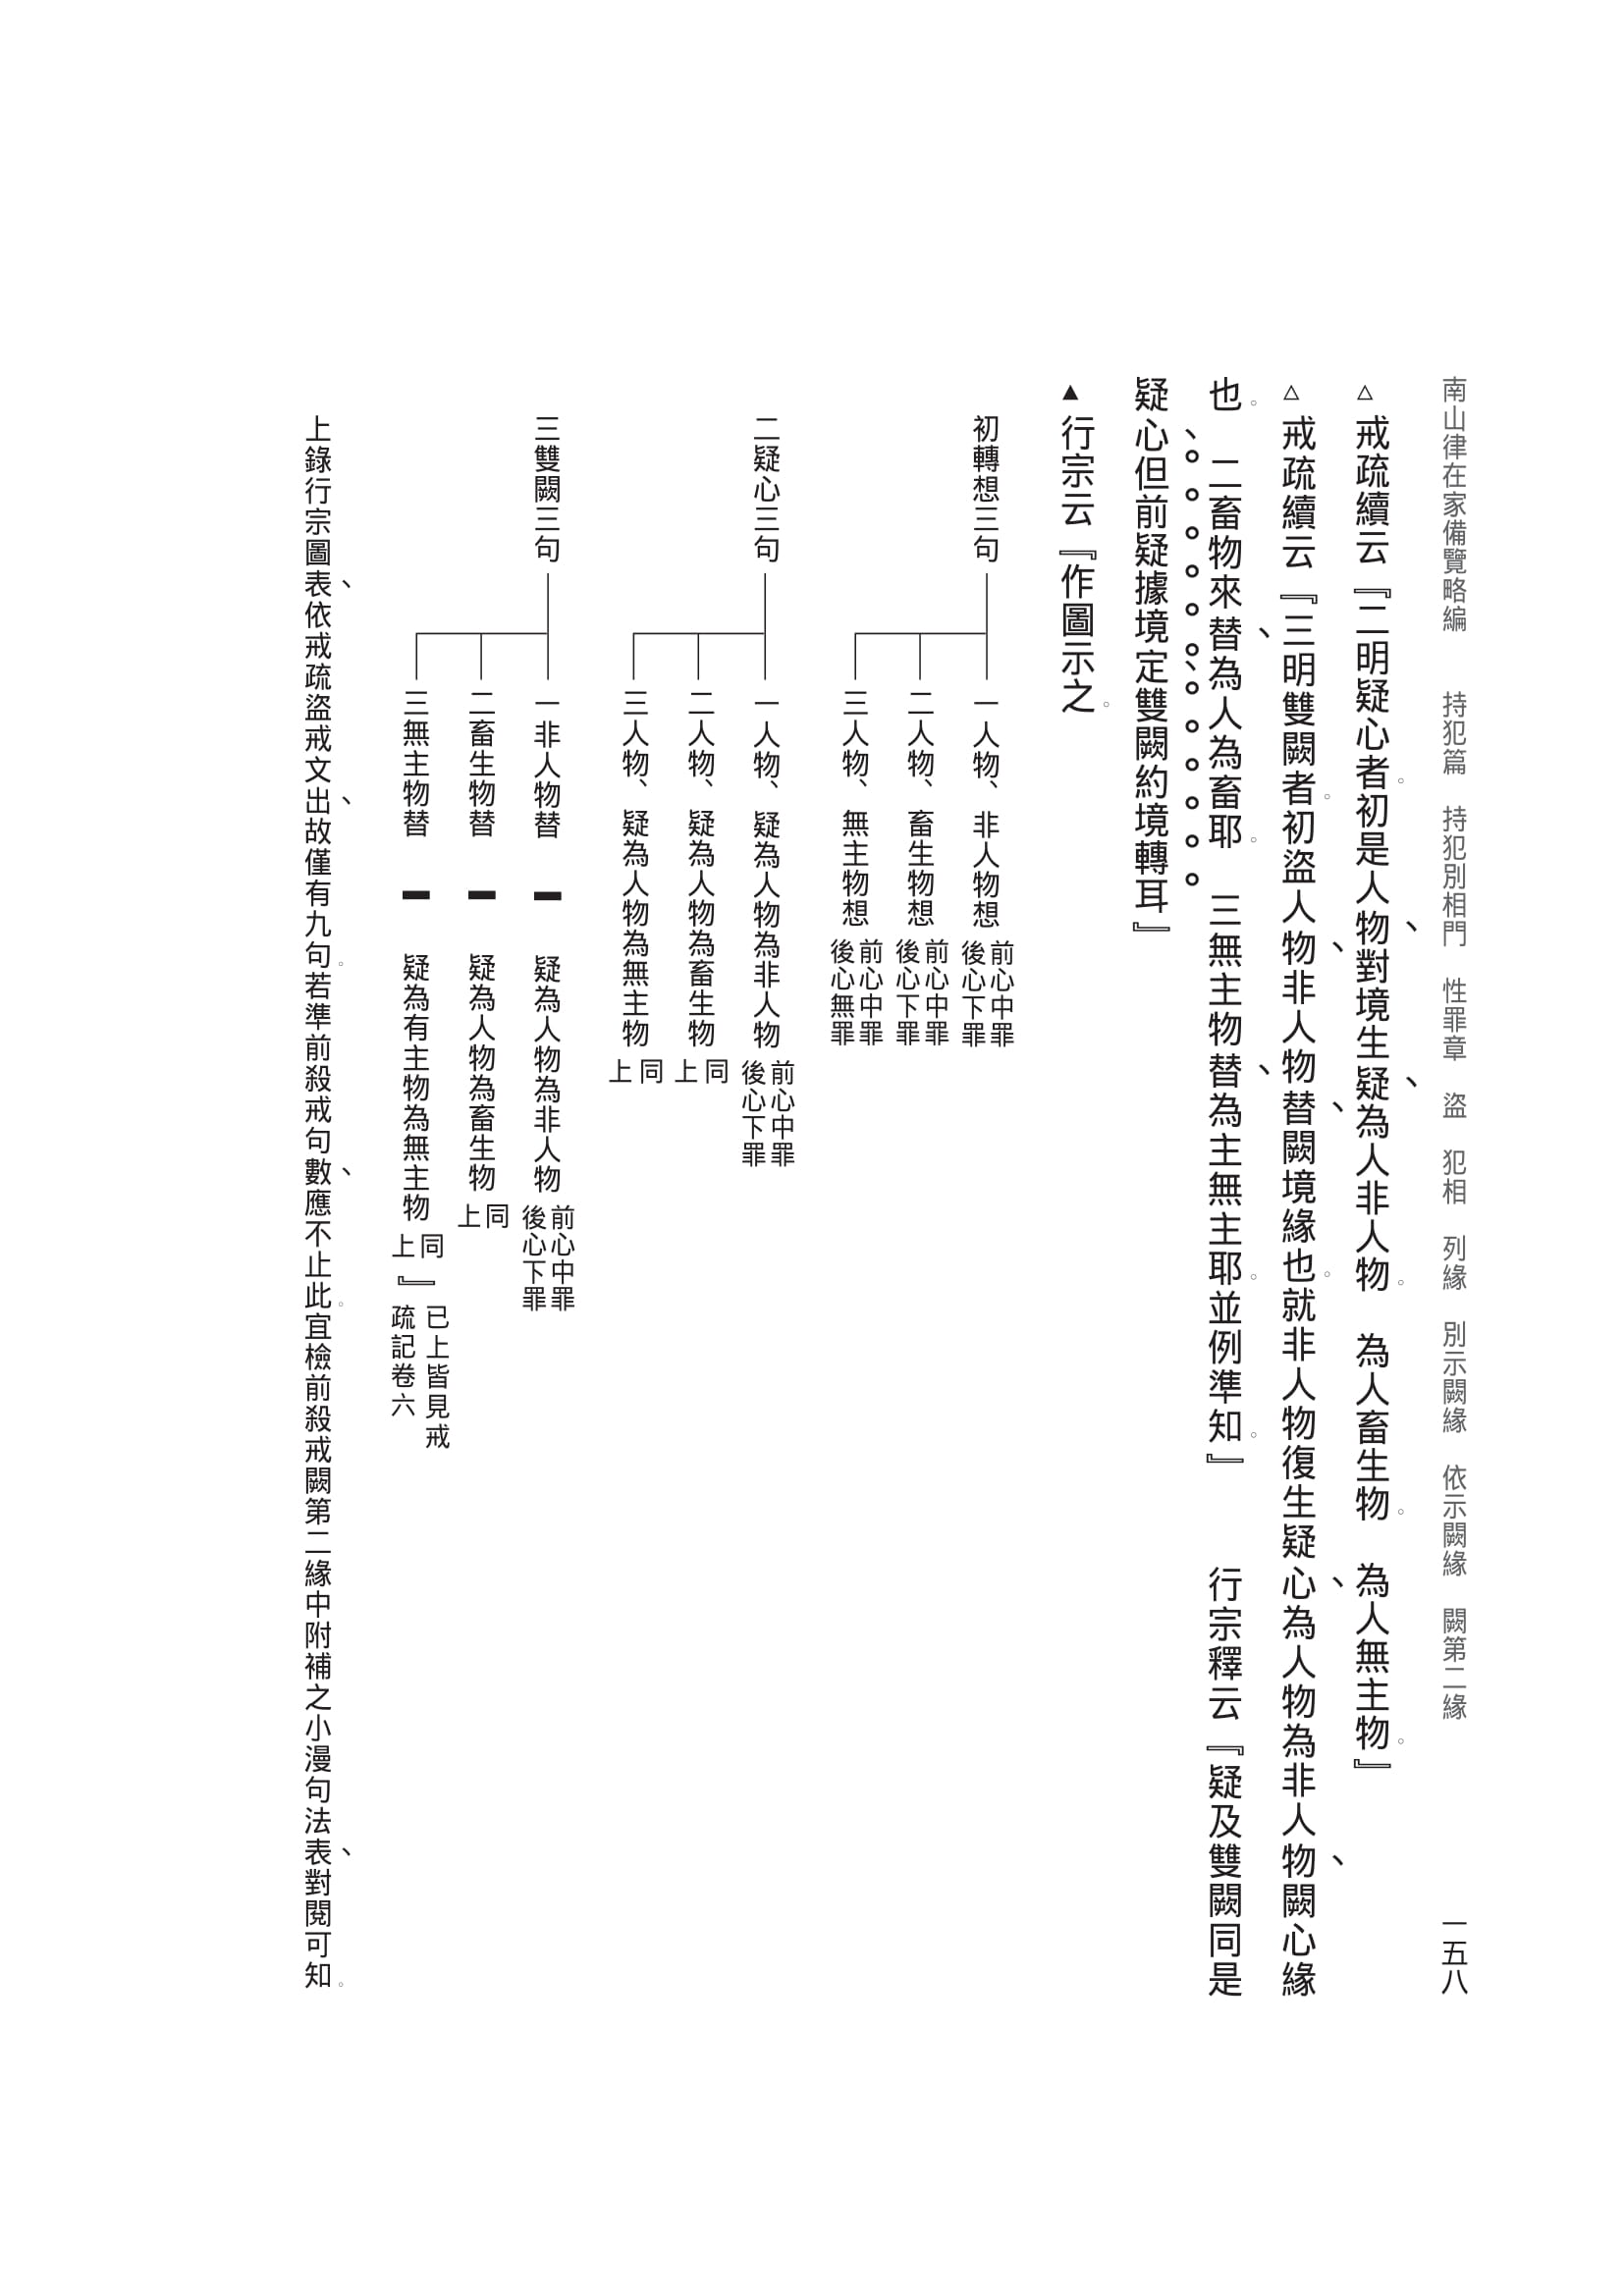 南山律在家備覽略編　　持犯篇　持犯別相門　性罪章　盜　犯相　列緣　別示闕緣　依示闕緣　闕第二緣　　一五八
△戒疏續云『二明疑心者。初是人物、對境生疑、為人非人物。　為人畜生物。　為人無主物。』
△戒疏續云『三明雙闕者。初盜人物、非人物替、闕境緣也。就非人物復生疑心、為人物為非人物、闕心緣
也。　二畜物來替、為人為畜耶。　三無主物替、為主無主耶。並例準知。』　　行宗釋云『疑及雙闕同是
疑心、但前疑據境定、雙闕約境轉耳。』
▲行宗云『作圖示之。
初轉想三句
一人物、非人物想　前心中罪　後心下罪
二人物、畜生物想　前心中罪　後心下罪
三人物、無主物想　前心中罪　後心無罪
二疑心三句
一人物、疑為人物為非人物　前心中罪　後心下罪
二人物、疑為人物為畜生物　同上
三人物、疑為人物為無主物　同上
三雙闕三句
一非人物替　━　疑為人物為非人物　前心中罪　後心下罪
二畜生物替　━　疑為人物為畜生物　同上
三無主物替　━　疑為有主物為無主物　同上』　已上皆見戒疏記卷六
上錄行宗圖表、依戒疏盜戒文出、故僅有九句。若準前殺戒句數、應不止此。宜檢前殺戒闕第二緣中附補之小漫句法表、對閱可知。